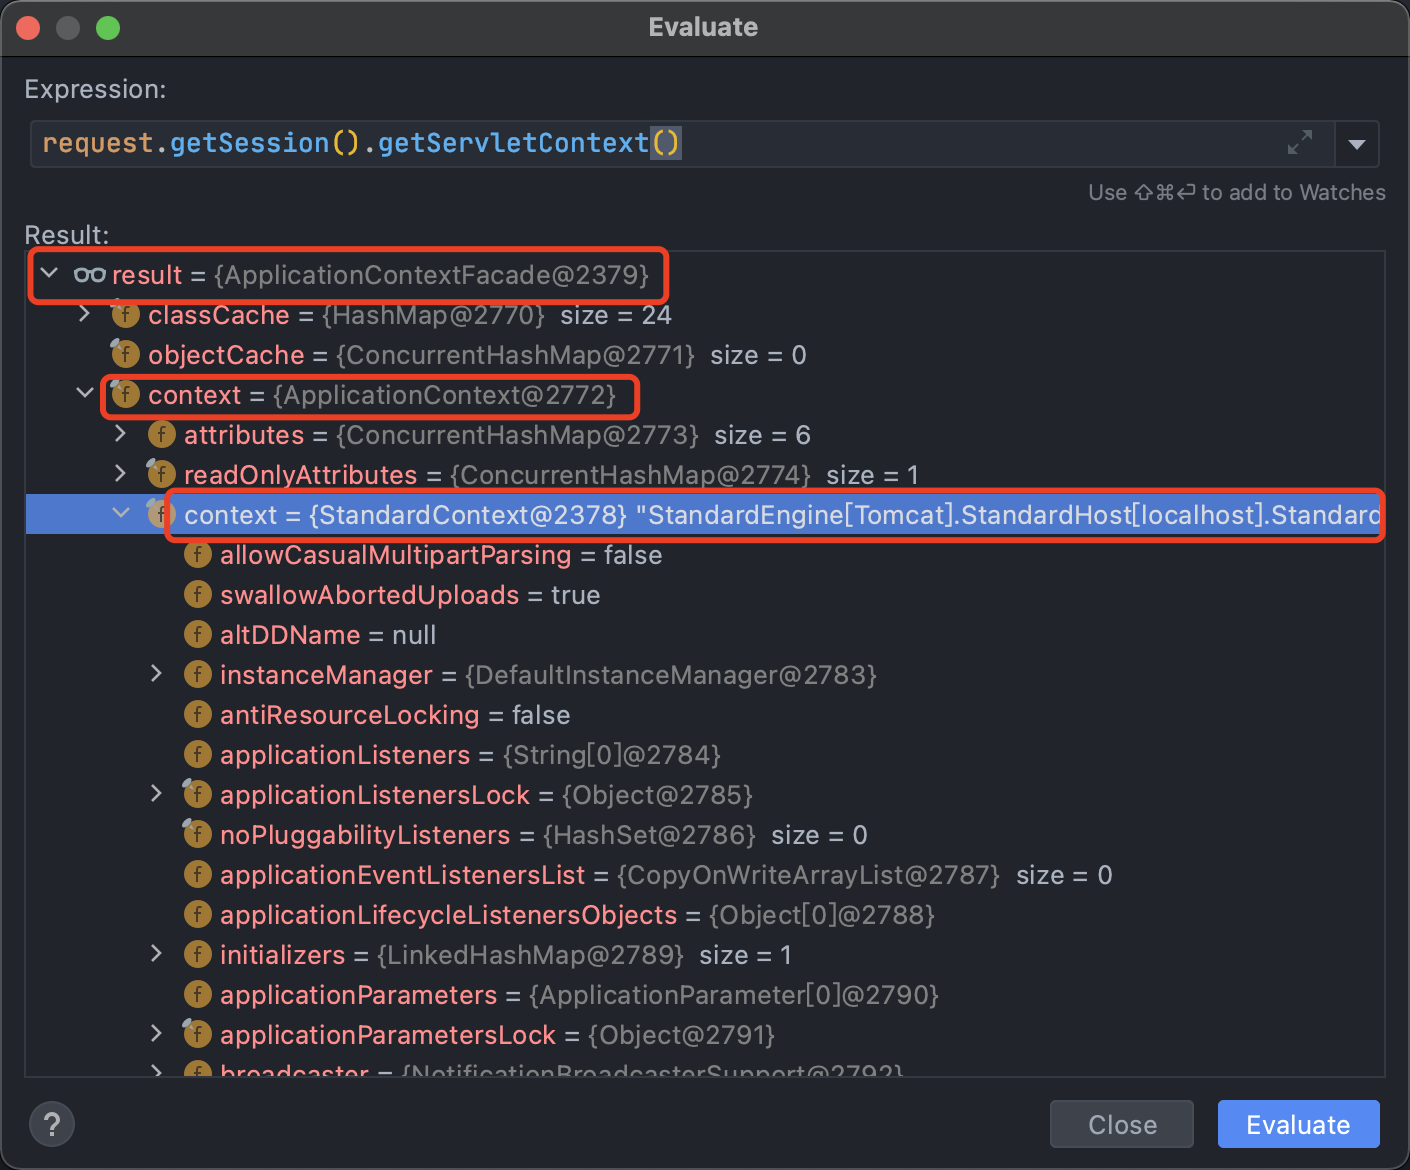 Evaluate
Expression:
request.getSession().getServletContext()
Use ⇧⌘⏎ to add to Watches
Result:
result = {ApplicationContextFacade@2379}
f classCache = {HashMap@2770} size = 24
f objectCache = {ConcurrentHashMap@2771} size = 0
f context = {ApplicationContext@2772}
f attributes = {ConcurrentHashMap@2773} size = 6
f readOnlyAttributes = {ConcurrentHashMap@2774} size = 1
f context = {StandardContext@2378} "StandardEngine[Tomcat].StandardHost[localhost].Standard
f allowCasualMultipartParsing = false
f swallowAbortedUploads = true
f altDDName = null
f instanceManager = {DefaultInstanceManager@2783}
f antiResourceLocking = false
f applicationListeners = {String[0]@2784}
f applicationListenersLock = {Object@2785}
f noPluggabilityListeners = {HashSet@2786} size = 0
f applicationEventListenersList = {CopyOnWriteArrayList@2787} size = 0
f applicationLifecycleListenersObjects = {Object[0]@2788}
f initializers = {LinkedHashMap@2789} size = 1
f applicationParameters = {ApplicationParameter[0]@2790}
f applicationParametersLock = {Object@2791}
f broadcaster = {NotificationBroadcasterSupport@2792}
? Close Evaluate